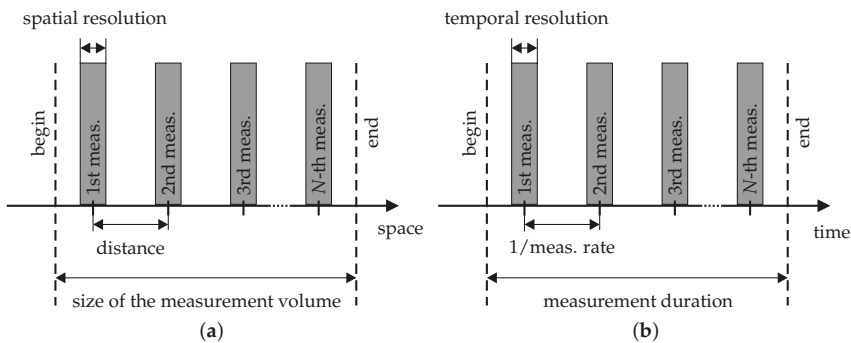 spatial resolution
begin
1st meas.
2nd meas.
3rd meas.
N-th meas.
end
space
distance
size of the measurement volume
(a)
temporal resolution
begin
1st meas.
2nd meas.
3rd meas.
N-th meas.
end
time
1/meas. rate
measurement duration
(b)